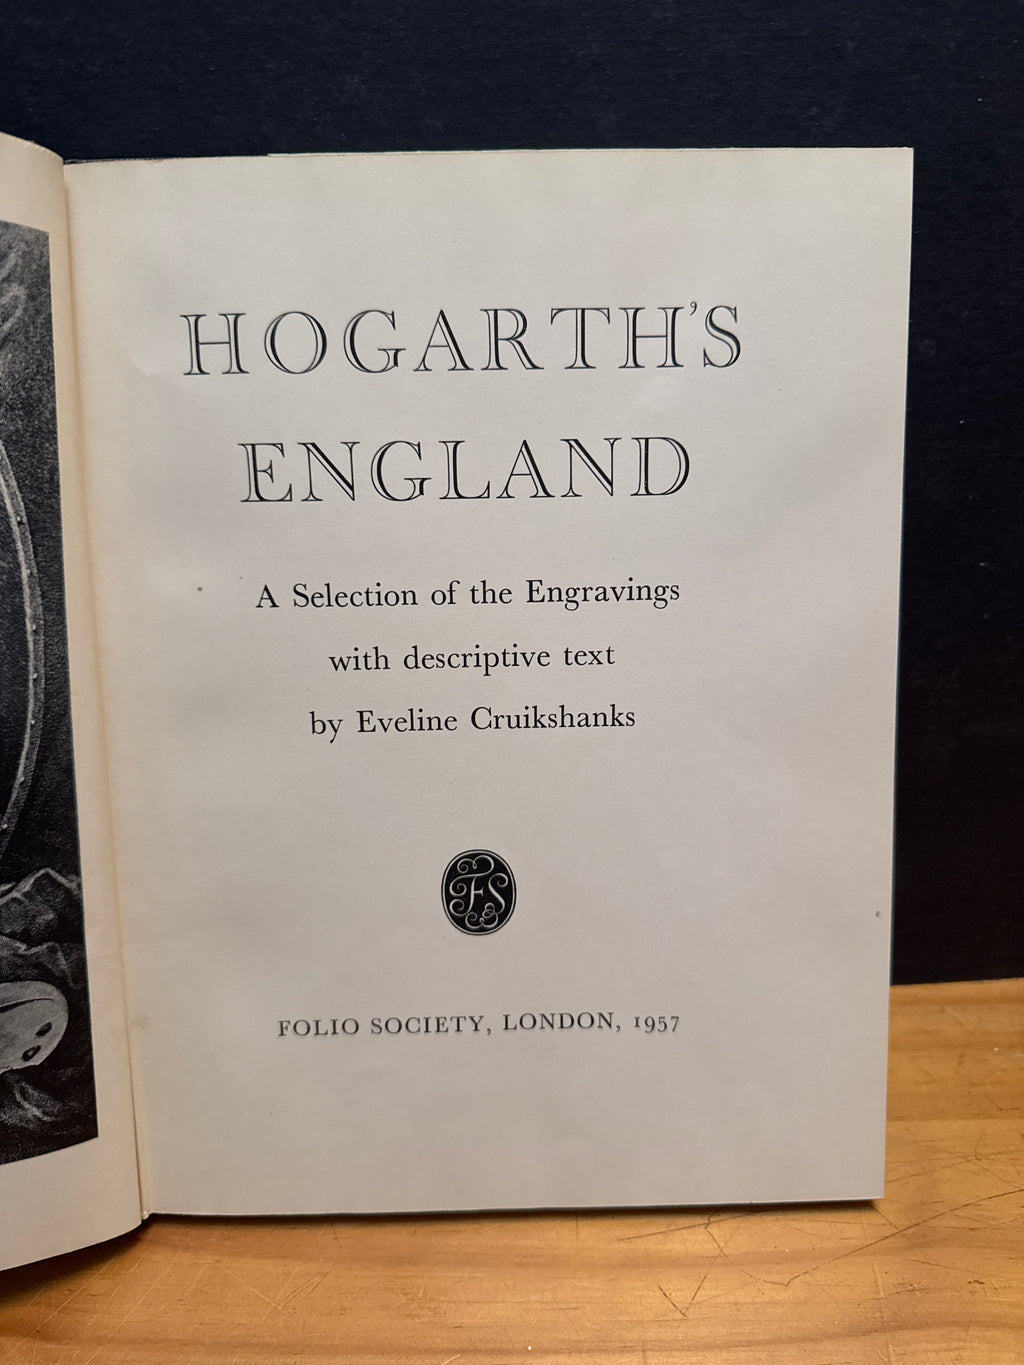 HOGARTH'S
ENGLAND
A Selection of the Engravings
with descriptive text
by Eveline Cruikshanks
FS
FOLIO SOCIETY, LONDON, 1957